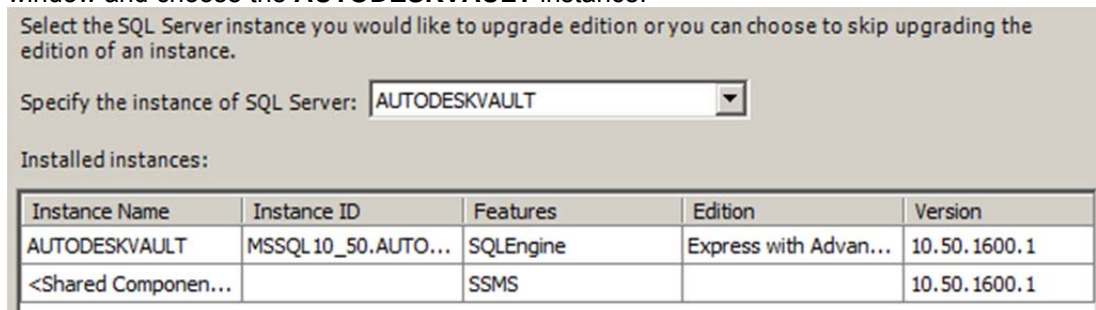 window and choose the AUTODESKVAULT instance.
Select the SQL Server instance you would like to upgrade edition or you can choose to skip upgrading the
edition of an instance.
Specify the instance of SQL Server: AUTODESKVAULT
Installed instances:
Instance Name Instance ID Features Edition Version
AUTODESKVAULT MSSQL10_50.AUTO... SQLEngine Express with Advan... 10.50.1600.1
<Shared Componen... SSMS 10.50.1600.1